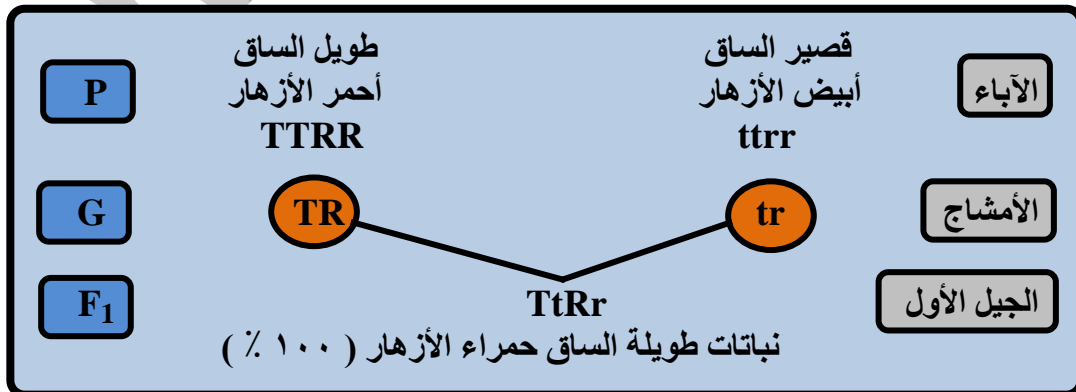 الآباء
قصير الساق
أبيض الأزهار
ttrr
طويل الساق
أحمر الأزهار
TTRR
P
الأمشاج
tr
TR
G
الجيل الأول
TtRr
نباتات طويلة الساق حمراء الأزهار ( ١٠٠ ٪ )
F₁